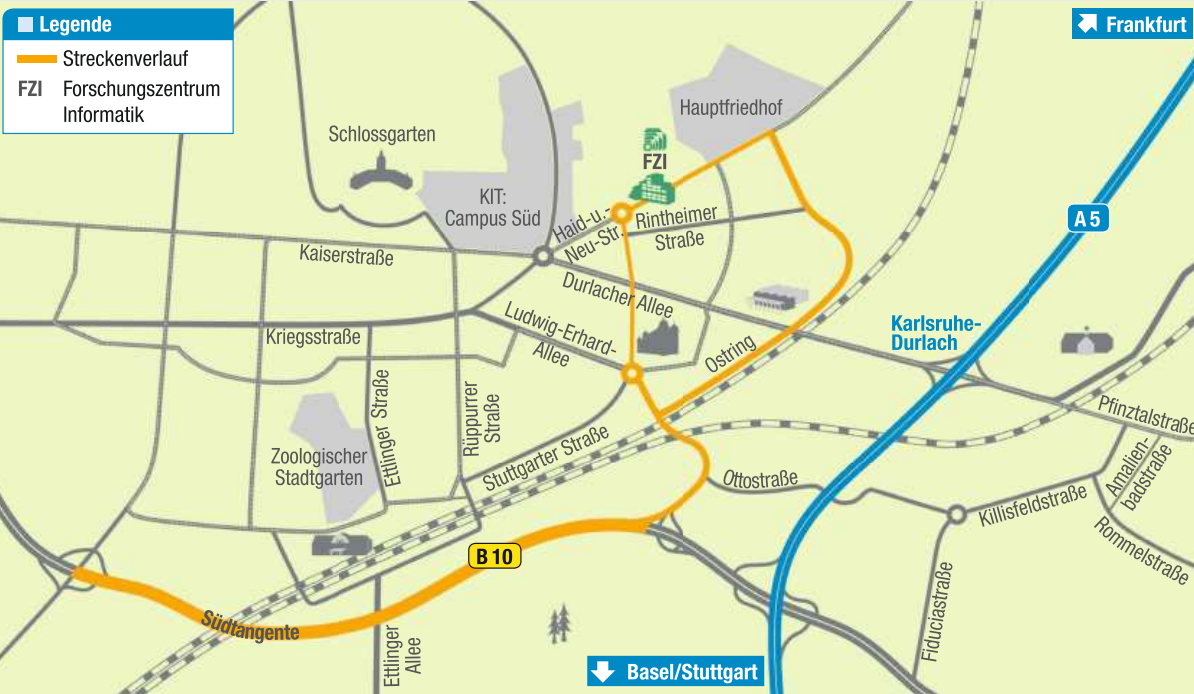 Legende
Streckenverlauf
FZI Forschungszentrum
Informatik
Frankfurt
Hauptfriedhof
Schlossgarten
FZI
KIT:
Campus Süd
Haid-u.-
Neu-Str.
Rintheimer
Straße
A 5
Kaiserstraße
Durlacher Allee
Kriegsstraße
Ludwig-Erhard-
Allee
Karlsruhe-
Durlach
Ostring
Ettlinger Straße
Rüppurrer
Straße
Pfinztalstraße
Zoologischer
Stadtgarten
Stuttgarter Straße
Ottostraße
Amalien-
badstraße
Killisfeldstraße
Rommelstraße
B 10
Fiduciastraße
Südtangente
Ettlinger
Allee
Basel/Stuttgart